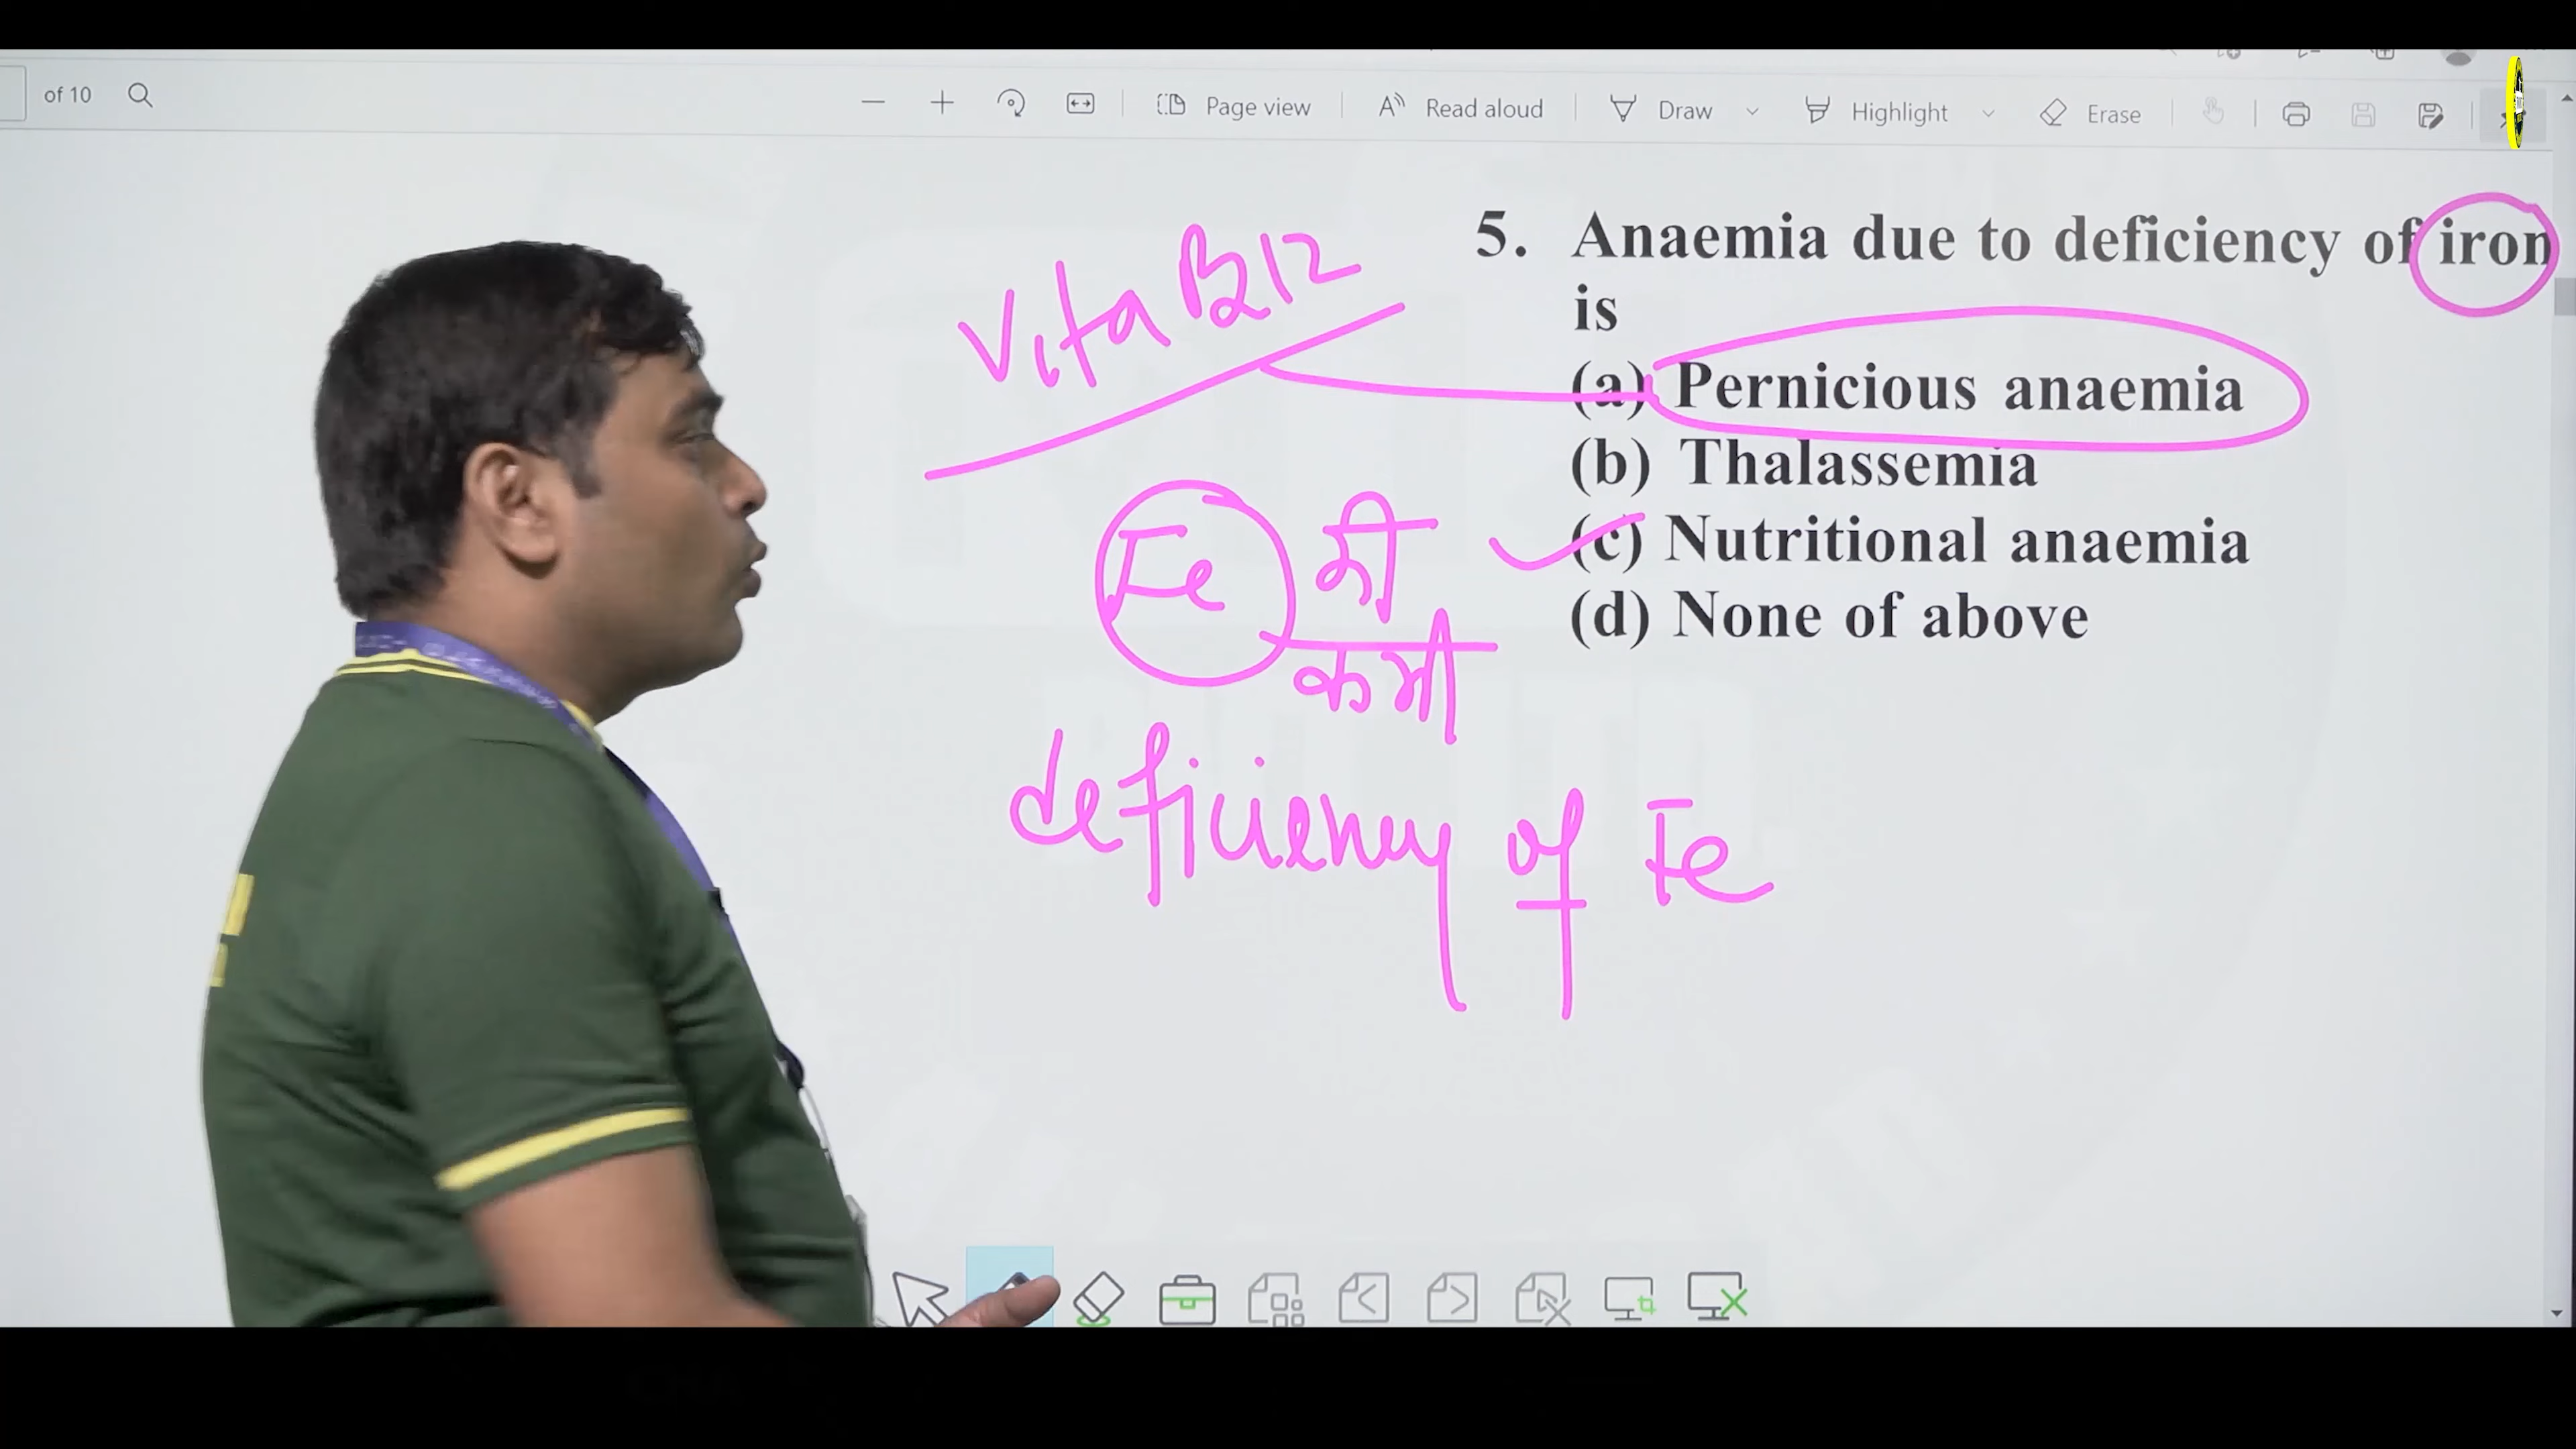 of 10
Page view
Read aloud
Draw
Highlight
Erase
5. Anaemia due to deficiency of iron
is
(a) Pernicious anaemia
(b) Thalassemia
(c) Nutritional anaemia
(d) None of above
Vita B12
Fe की
कमी
deficiency of Fe